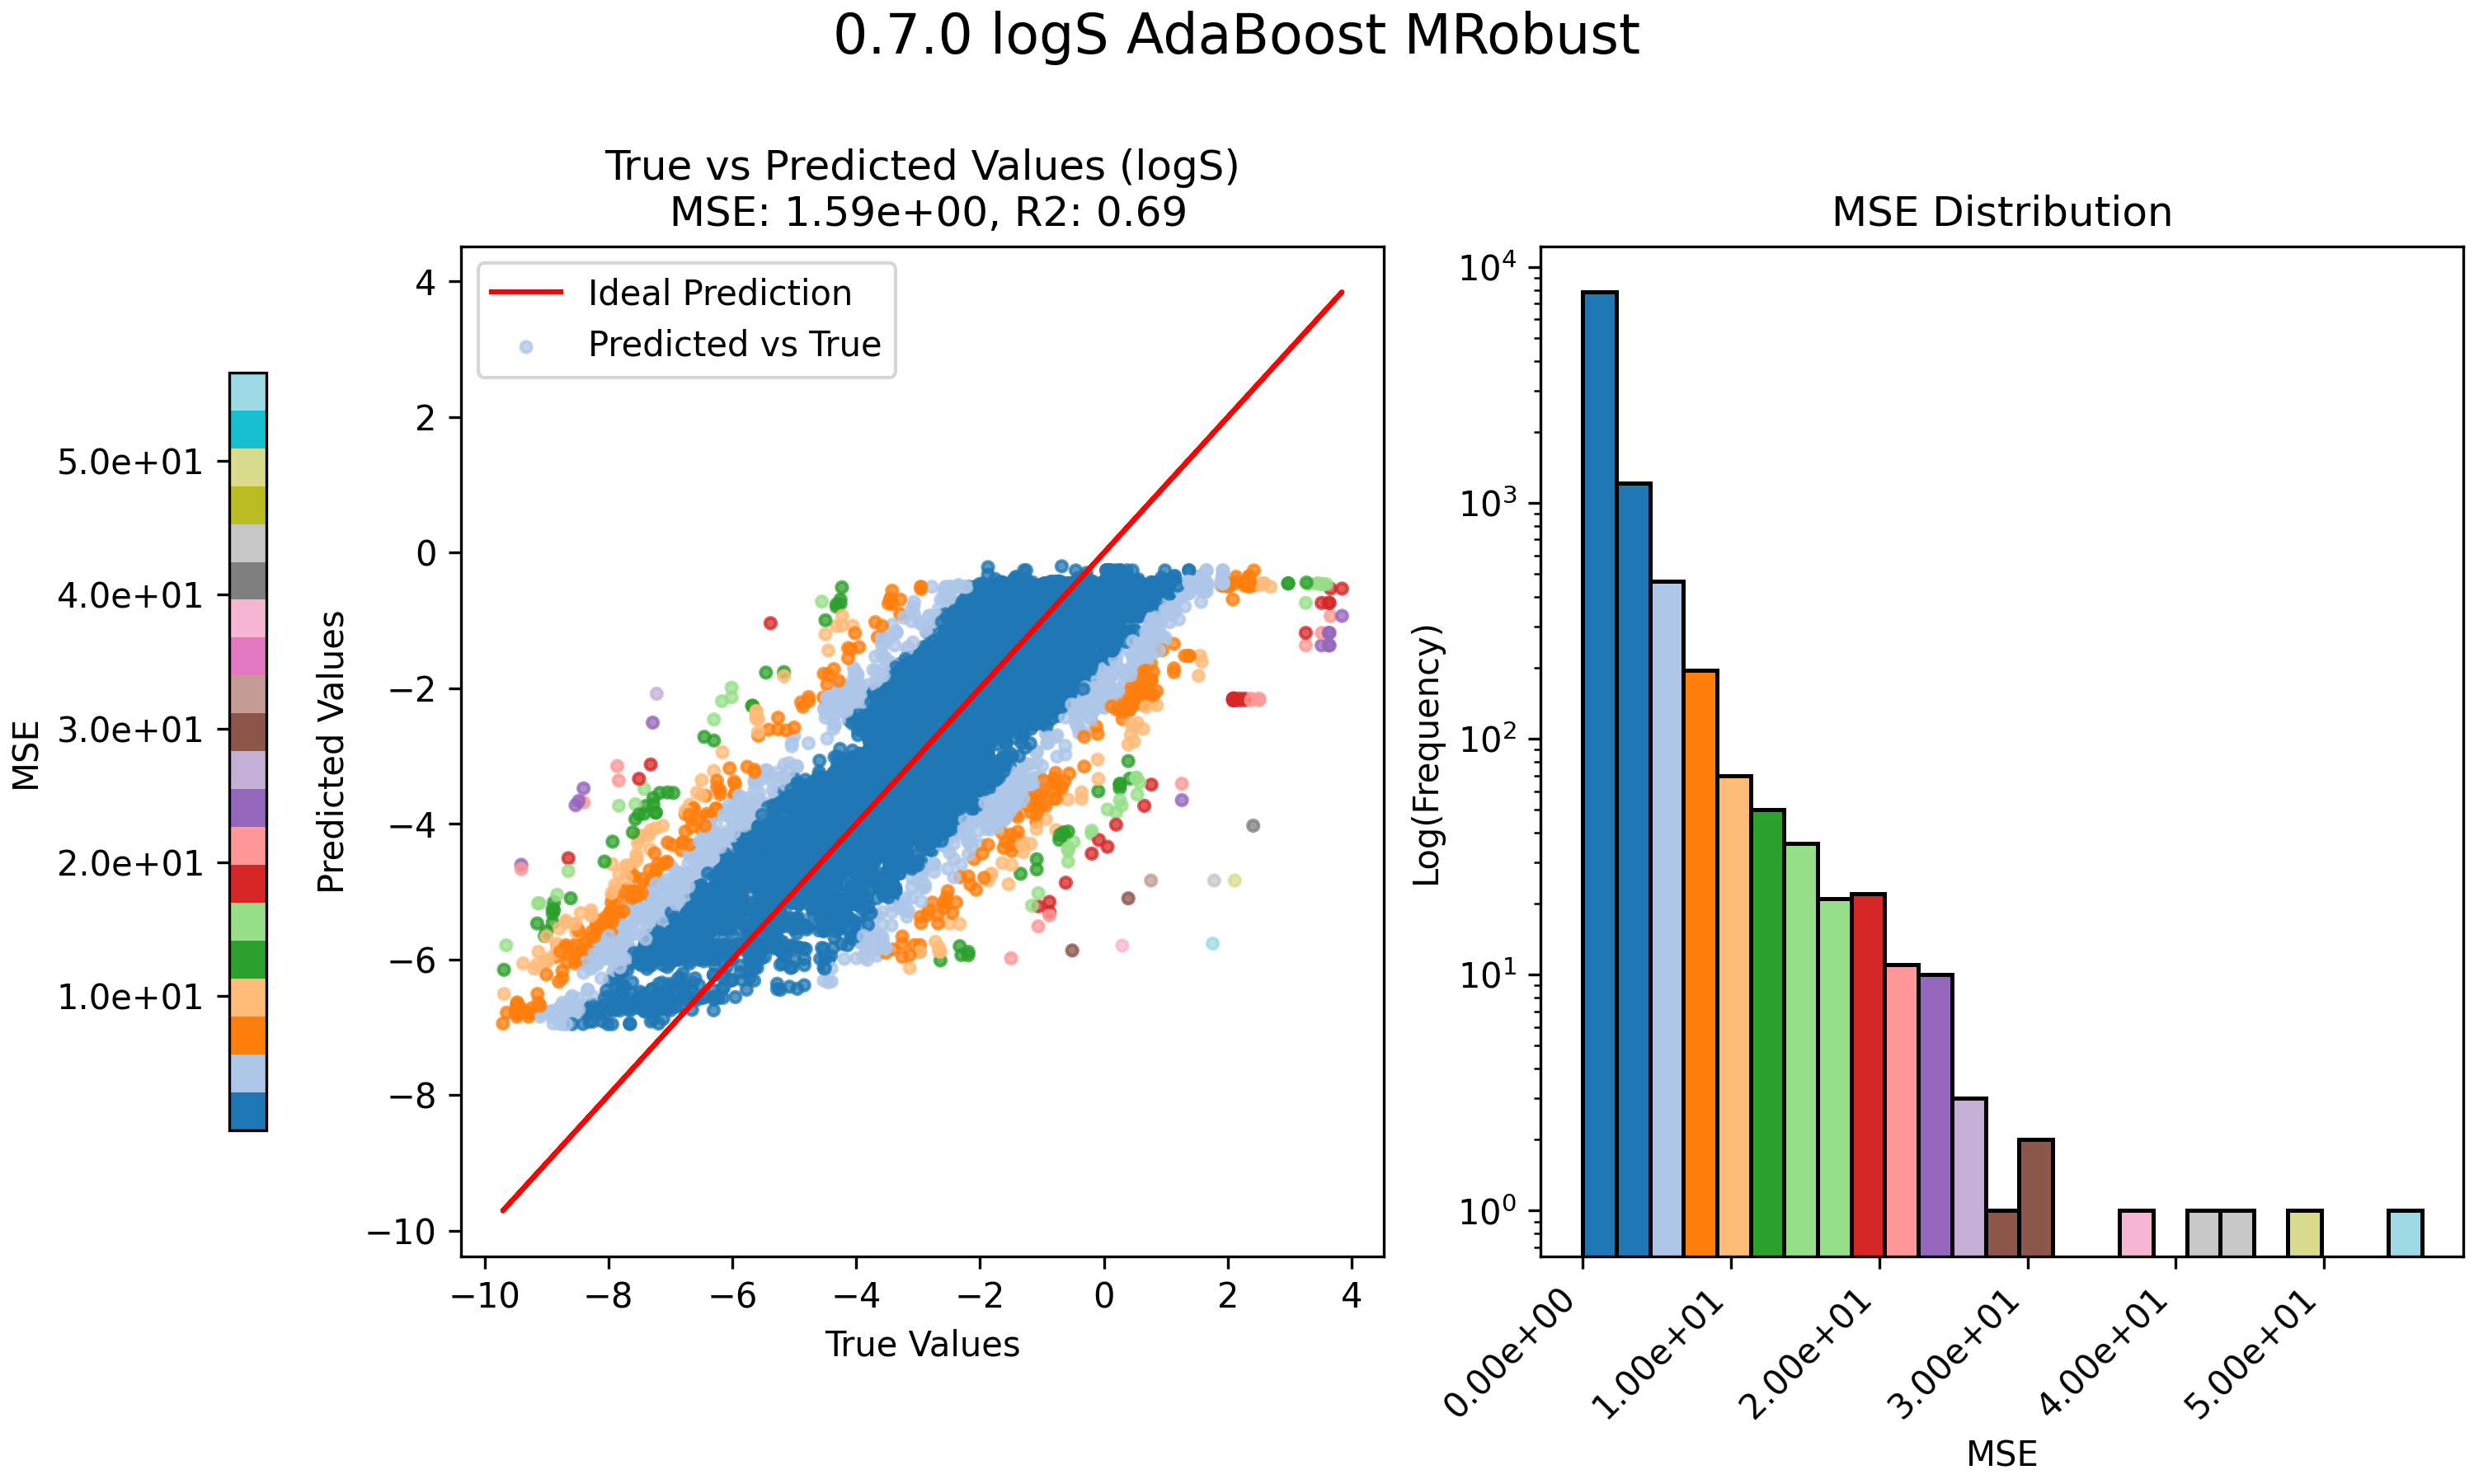 0.7.0 logS AdaBoost MRobust
True vs Predicted Values (logS)
MSE: 1.59e+00, R2: 0.69
MSE Distribution
Ideal Prediction
Predicted vs True
MSE
5.0e+01
4.0e+01
3.0e+01
2.0e+01
1.0e+01
Predicted Values
4
2
0
−2
−4
−6
−8
−10
−10
−8
−6
−4
−2
0
2
4
True Values
Log(Frequency)
10⁴
10³
10²
10¹
10⁰
0.00e+00
1.00e+01
2.00e+01
3.00e+01
4.00e+01
5.00e+01
MSE